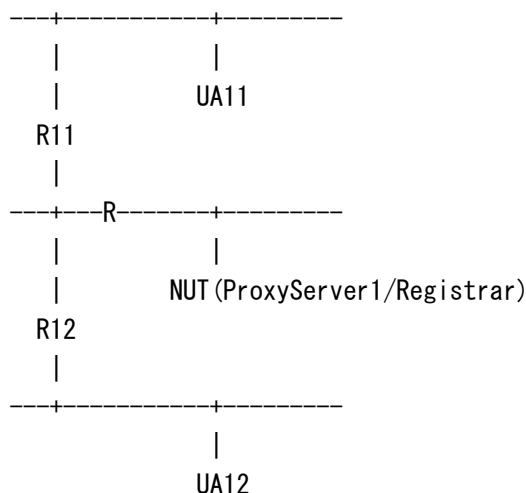 ---+-----------+---------
|           |
|          UA11
R11
|
---+---R-------+---------
|           |
|       NUT(ProxyServer1/Registrar)
R12
|
---+-----------+---------
|
UA12